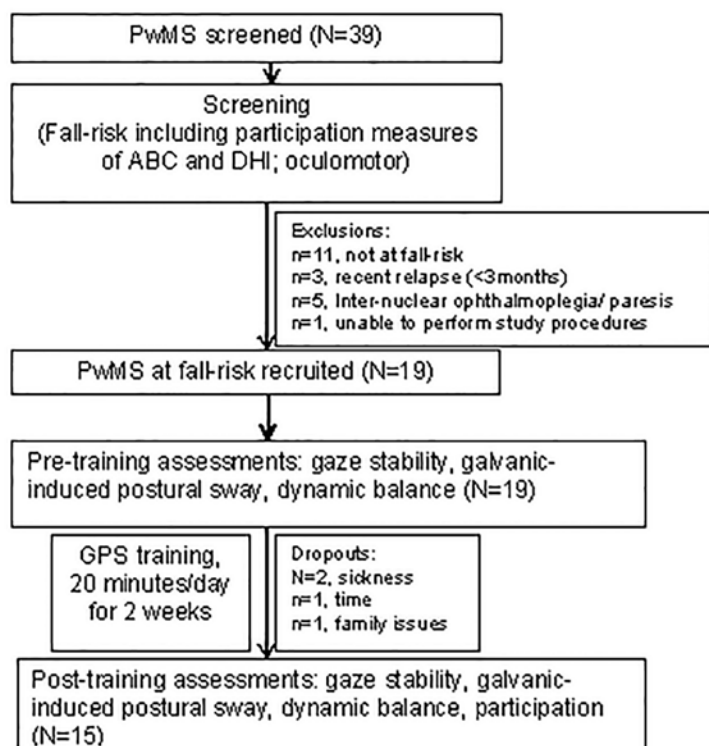 PwMS screened (N=39)
Screening
(Fall-risk including participation measures
of ABC and DHI; oculomotor)
Exclusions:
n=11, not at fall-risk
n=3, recent relapse (<3months)
n=5, Inter-nuclear ophthalmoplegia/ paresis
n=1, unable to perform study procedures
PwMS at fall-risk recruited (N=19)
Pre-training assessments: gaze stability, galvanic-
induced postural sway, dynamic balance (N=19)
GPS training,
20 minutes/day
for 2 weeks
Dropouts:
N=2, sickness
n=1, time
n=1, family issues
Post-training assessments: gaze stability, galvanic-
induced postural sway, dynamic balance, participation
(N=15)